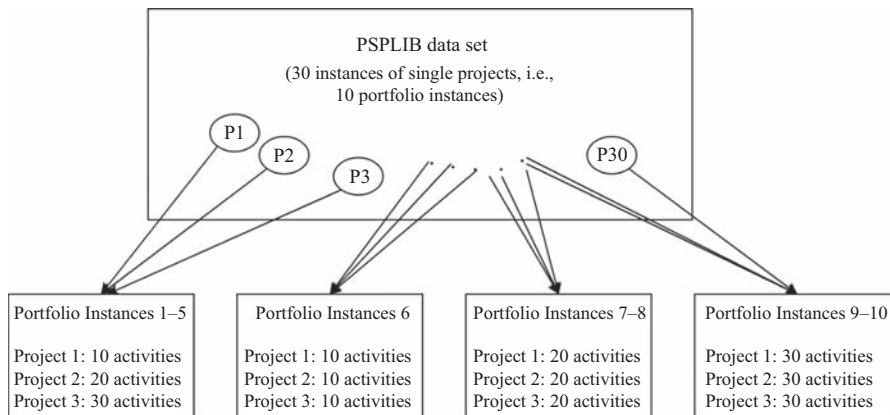 PSPLIB data set
(30 instances of single projects, i.e.,
10 portfolio instances)
P1
P2
P3
P30
Portfolio Instances 1–5
Project 1: 10 activities
Project 2: 20 activities
Project 3: 30 activities
Portfolio Instances 6
Project 1: 10 activities
Project 2: 10 activities
Project 3: 10 activities
Portfolio Instances 7–8
Project 1: 20 activities
Project 2: 20 activities
Project 3: 20 activities
Portfolio Instances 9–10
Project 1: 30 activities
Project 2: 30 activities
Project 3: 30 activities